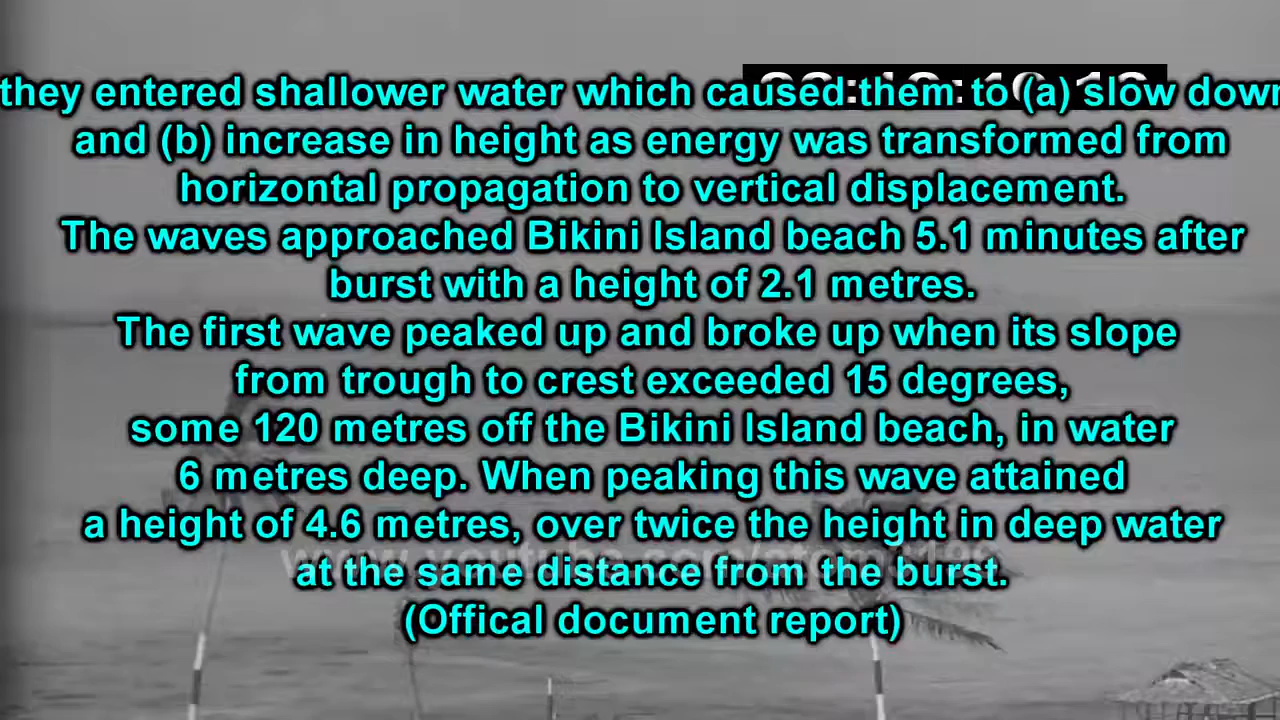 they entered shallower water which caused them to (a) slow down
and (b) increase in height as energy was transformed from
horizontal propagation to vertical displacement.
The waves approached Bikini Island beach 5.1 minutes after
burst with a height of 2.1 metres.
The first wave peaked up and broke up when its slope
from trough to crest exceeded 15 degrees,
some 120 metres off the Bikini Island beach, in water
6 metres deep. When peaking this wave attained
a height of 4.6 metres, over twice the height in deep water
at the same distance from the burst.
(Offical document report)